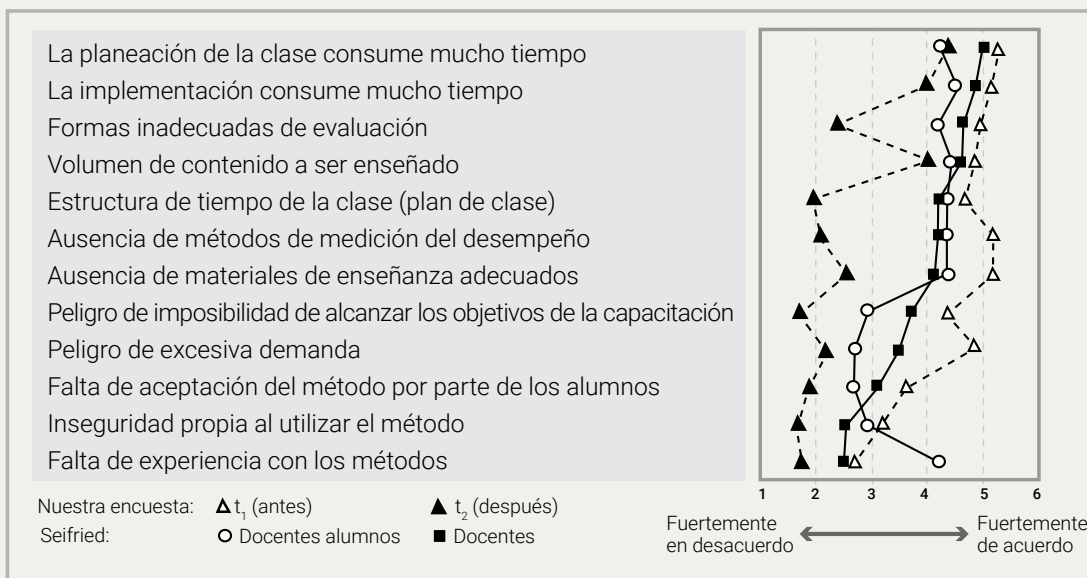 La planeación de la clase consume mucho tiempo
La implementación consume mucho tiempo
Formas inadecuadas de evaluación
Volumen de contenido a ser enseñado
Estructura de tiempo de la clase (plan de clase)
Ausencia de métodos de medición del desempeño
Ausencia de materiales de enseñanza adecuados
Peligro de imposibilidad de alcanzar los objetivos de la capacitación
Peligro de excesiva demanda
Falta de aceptación del método por parte de los alumnos
Inseguridad propia al utilizar el método
Falta de experiencia con los métodos
1 2 3 4 5 6
Nuestra encuesta: t₁ (antes) t₂ (después)
Seifried: Docentes alumnos Docentes
Fuertemente en desacuerdo
Fuertemente de acuerdo